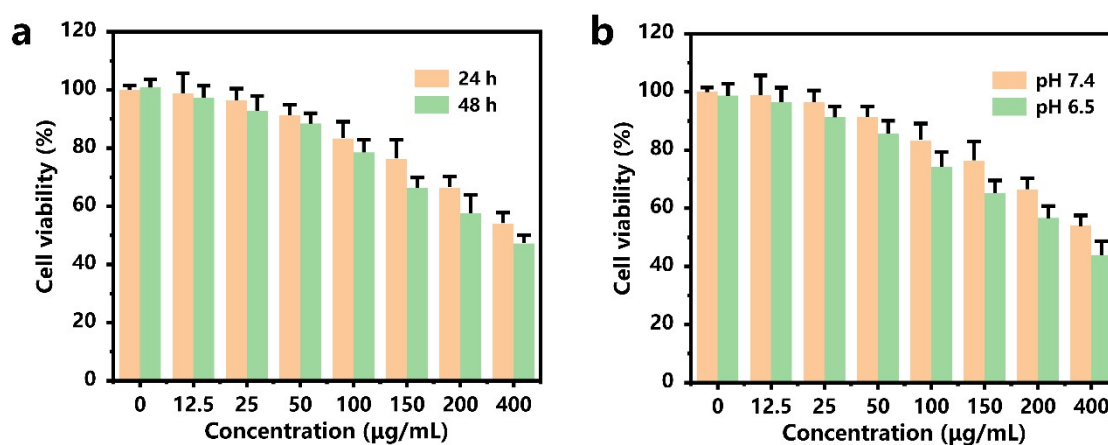 a
24 h
48 h
Cell viability (%)
120
100
80
60
40
20
0
0 12.5 25 50 100 150 200 400
Concentration (μg/mL)
b
pH 7.4
pH 6.5
Cell viability (%)
120
100
80
60
40
20
0
0 12.5 25 50 100 150 200 400
Concentration (μg/mL)